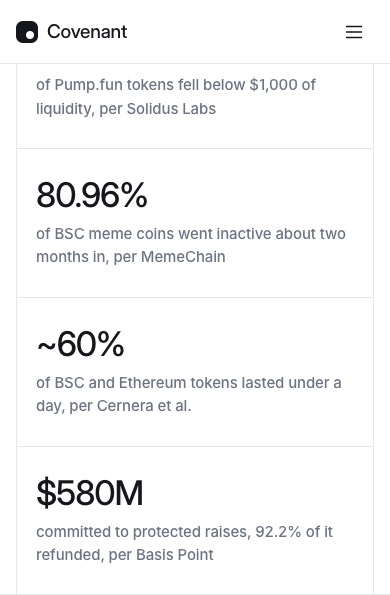 Covenant
of Pump.fun tokens fell below $1,000 of
liquidity, per Solidus Labs
80.96%
of BSC meme coins went inactive about two
months in, per MemeChain
~60%
of BSC and Ethereum tokens lasted under a
day, per Cernera et al.
$580M
committed to protected raises, 92.2% of it
refunded, per Basis Point